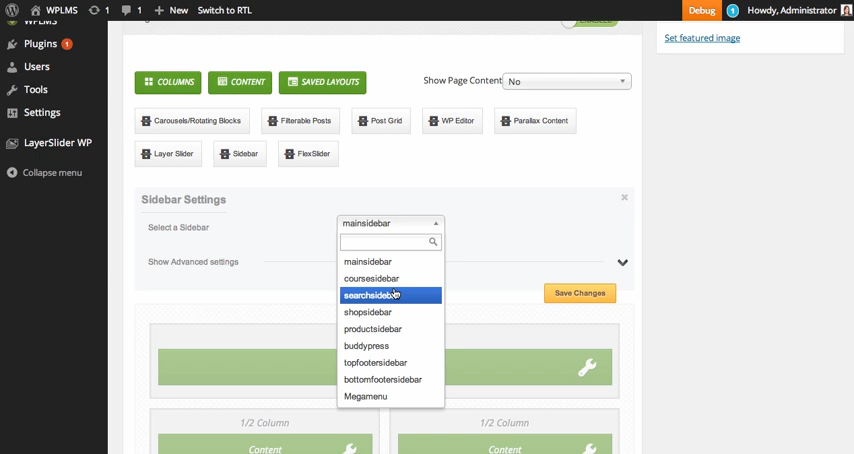 WPLMS 1 1 New Switch to RTL Debug 1 Howdy, Administrator
WPLMS
Plugins 1
Users
Tools
Settings
LayerSlider WP
Collapse menu
ENABLED
Set featured image
COLUMNS CONTENT SAVED LAYOUTS Show Page Content No
Carousels/Rotating Blocks Filterable Posts Post Grid WP Editor Parallax Content
Layer Slider Sidebar FlexSlider
Sidebar Settings
Select a Sidebar mainsidebar
Show Advanced settings
mainsidebar
coursesidebar
searchsidebar
shopsidebar
productsidebar
buddypress
topfootersidebar
bottomfootersidebar
Megamenu
Save Changes
1/2 Column 1/2 Column
Content Content